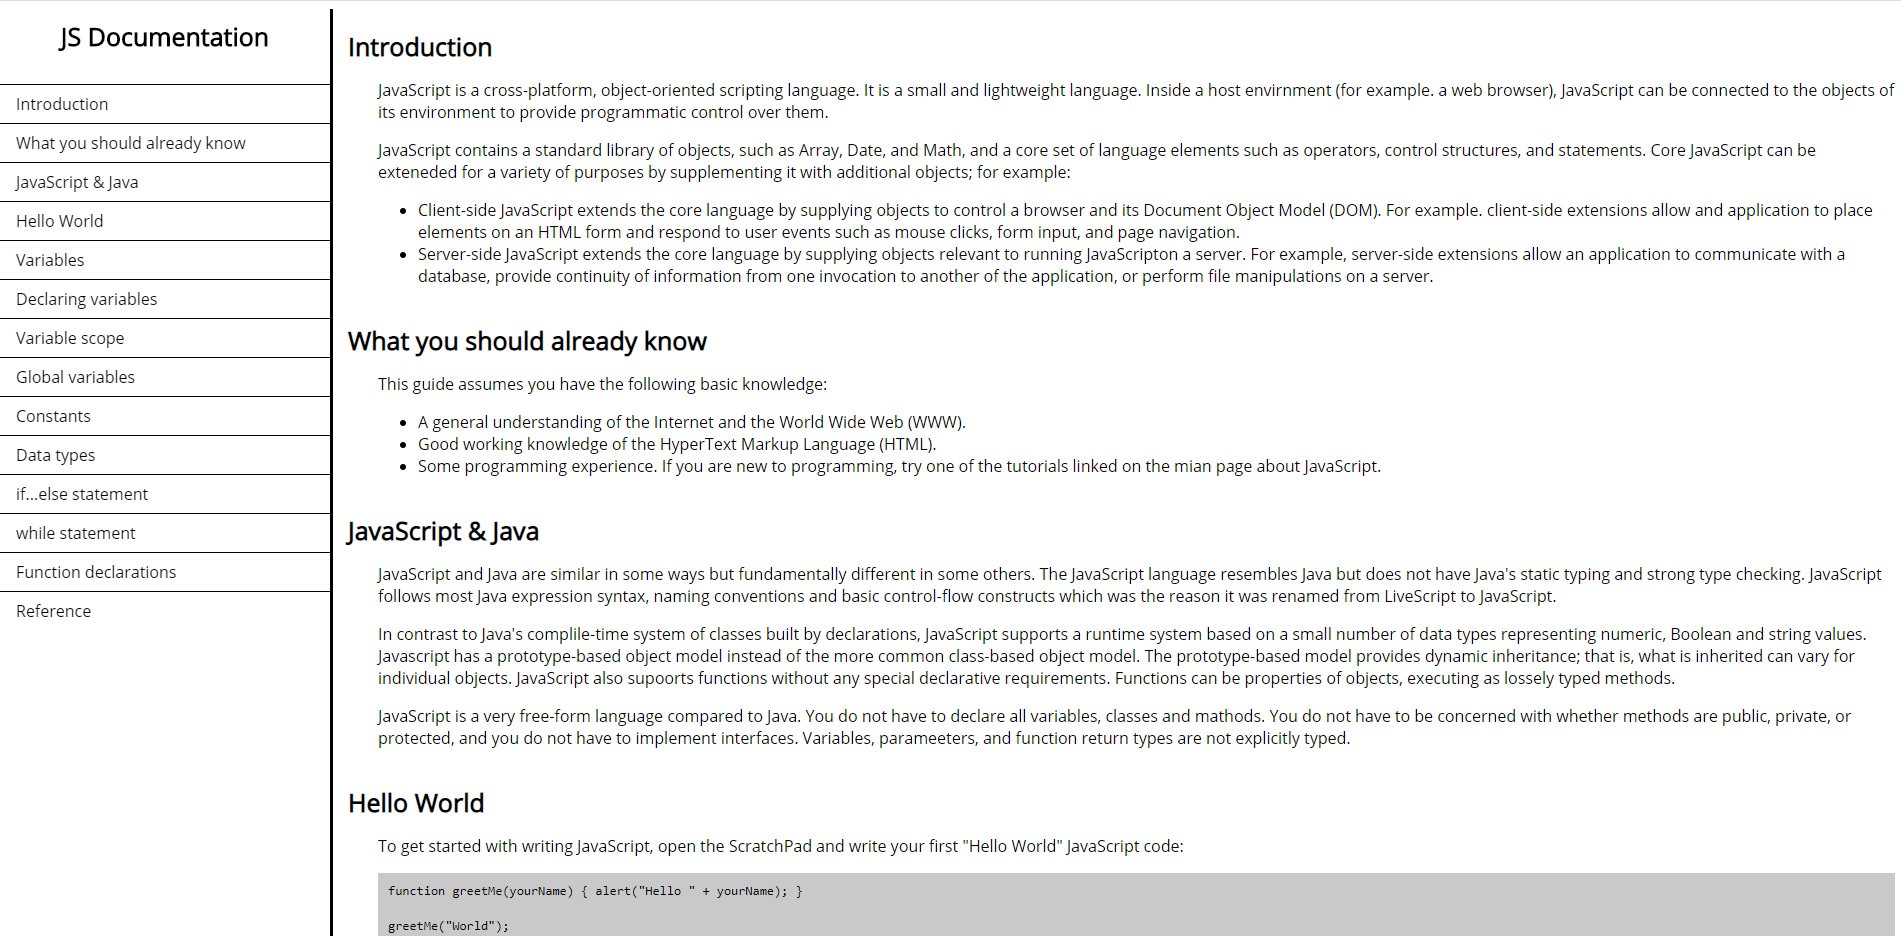 JS Documentation
Introduction
What you should already know
JavaScript & Java
Hello World
Variables
Declaring variables
Variable scope
Global variables
Constants
Data types
if...else statement
while statement
Function declarations
Reference
Introduction
JavaScript is a cross-platform, object-oriented scripting language. It is a small and lightweight language. Inside a host envirnment (for example. a web browser), JavaScript can be connected to the objects of
its environment to provide programmatic control over them.
JavaScript contains a standard library of objects, such as Array, Date, and Math, and a core set of language elements such as operators, control structures, and statements. Core JavaScript can be
exteneded for a variety of purposes by supplementing it with additional objects; for example:
• Client-side JavaScript extends the core language by supplying objects to control a browser and its Document Object Model (DOM). For example. client-side extensions allow and application to place
elements on an HTML form and respond to user events such as mouse clicks, form input, and page navigation.
• Server-side JavaScript extends the core language by supplying objects relevant to running JavaScripton a server. For example, server-side extensions allow an application to communicate with a
database, provide continuity of information from one invocation to another of the application, or perform file manipulations on a server.
What you should already know
This guide assumes you have the following basic knowledge:
• A general understanding of the Internet and the World Wide Web (WWW).
• Good working knowledge of the HyperText Markup Language (HTML).
• Some programming experience. If you are new to programming, try one of the tutorials linked on the mian page about JavaScript.
JavaScript & Java
JavaScript and Java are similar in some ways but fundamentally different in some others. The JavaScript language resembles Java but does not have Java's static typing and strong type checking. JavaScript
follows most Java expression syntax, naming conventions and basic control-flow constructs which was the reason it was renamed from LiveScript to JavaScript.
In contrast to Java's complile-time system of classes built by declarations, JavaScript supports a runtime system based on a small number of data types representing numeric, Boolean and string values.
Javascript has a prototype-based object model instead of the more common class-based object model. The prototype-based model provides dynamic inheritance; that is, what is inherited can vary for
individual objects. JavaScript also supoorts functions without any special declarative requirements. Functions can be properties of objects, executing as lossely typed methods.
JavaScript is a very free-form language compared to Java. You do not have to declare all variables, classes and mathods. You do not have to be concerned with whether methods are public, private, or
protected, and you do not have to implement interfaces. Variables, parameeters, and function return types are not explicitly typed.
Hello World
To get started with writing JavaScript, open the ScratchPad and write your first "Hello World" JavaScript code:
function greetMe(yourName) { alert("Hello " + yourName); }
greetMe("World");